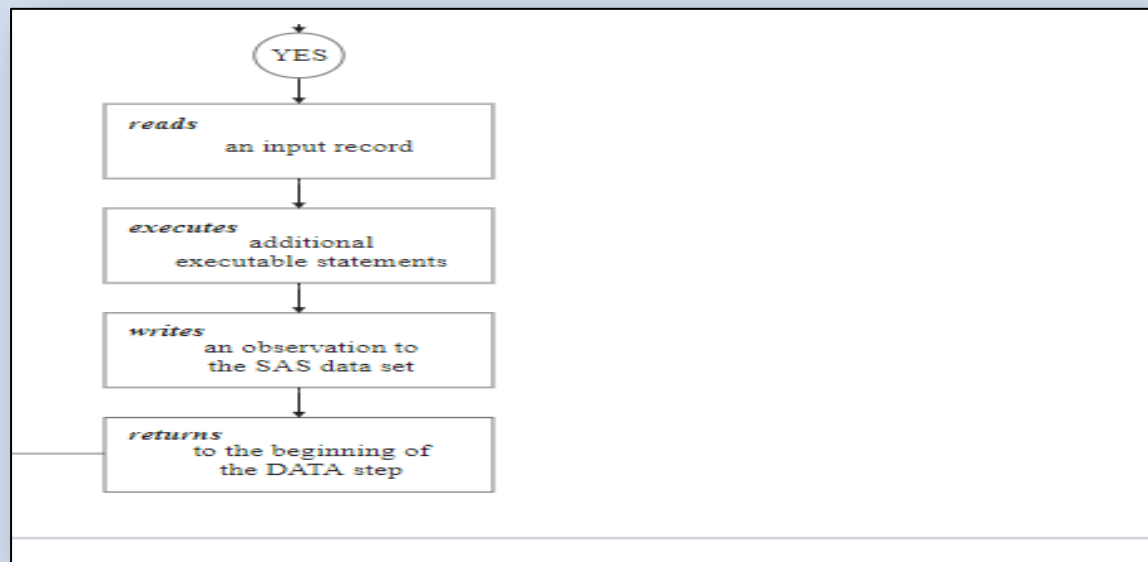 YES
reads
an input record
executes
additional
executable statements
writes
an observation to
the SAS data set
returns
to the beginning of
the DATA step